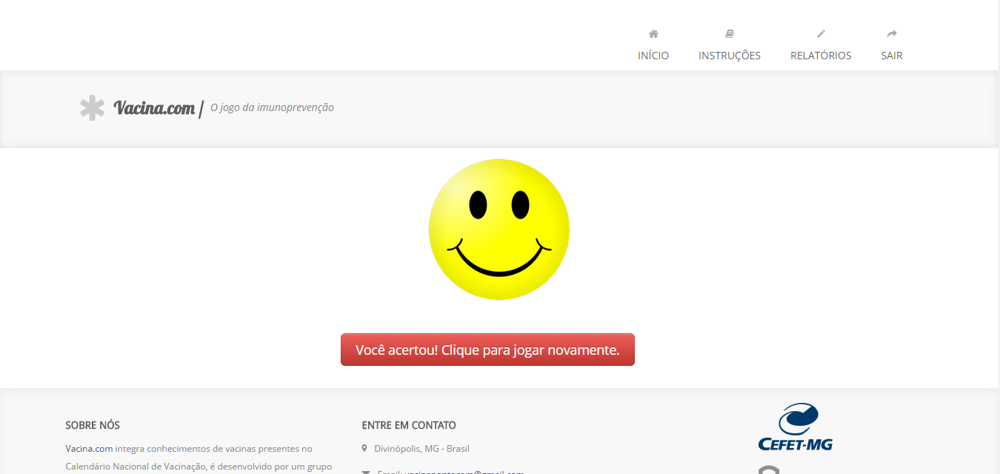 INÍCIO
INSTRUÇÕES
RELATÓRIOS
SAIR
Vacina.com | O jogo da imunoprevenção
Você acertou! Clique para jogar novamente.
SOBRE NÓS
Vacina.com integra conhecimentos de vacinas presentes no
Calendário Nacional de Vacinação, é desenvolvido por um grupo
ENTRE EM CONTATO
Divinópolis, MG - Brasil
Email: vacinapontocom@gmail.com
CEFET-MG